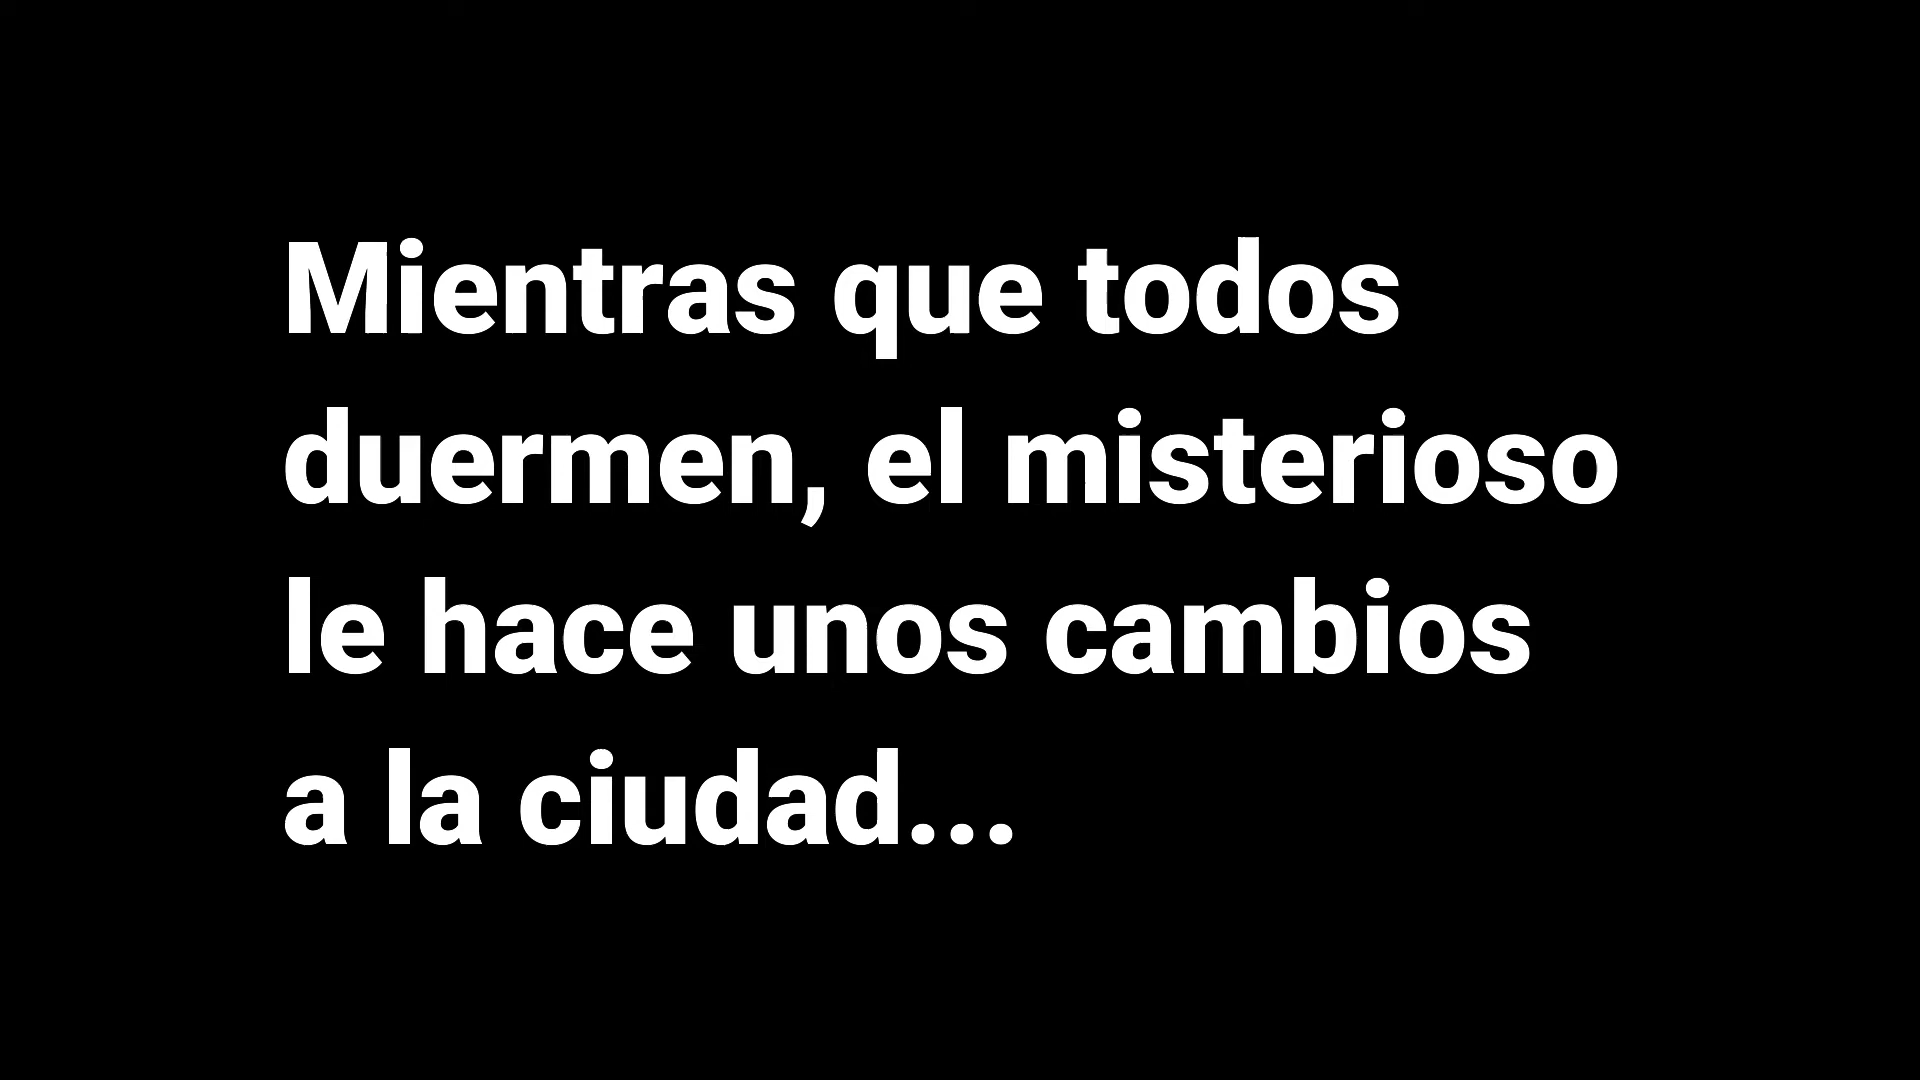 Mientras que todos
duermen, el misterioso
le hace unos cambios
a la ciudad...